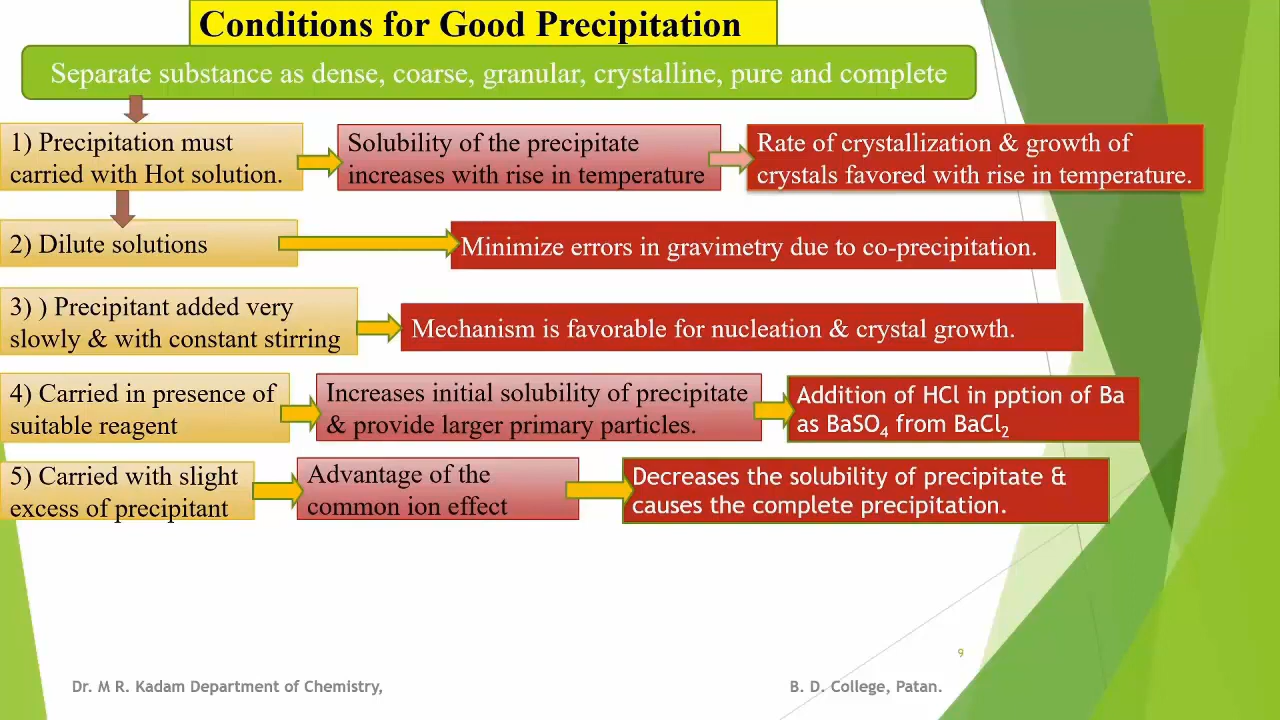 Conditions for Good Precipitation
Separate substance as dense, coarse, granular, crystalline, pure and complete
1) Precipitation must
carried with Hot solution.
Solubility of the precipitate
increases with rise in temperature
Rate of crystallization & growth of
crystals favored with rise in temperature.
2) Dilute solutions
Minimize errors in gravimetry due to co-precipitation.
3) ) Precipitant added very
slowly & with constant stirring
Mechanism is favorable for nucleation & crystal growth.
4) Carried in presence of
suitable reagent
Increases initial solubility of precipitate
& provide larger primary particles.
Addition of HCl in pption of Ba
as BaSO₄ from BaCl₂
5) Carried with slight
excess of precipitant
Advantage of the
common ion effect
Decreases the solubility of precipitate &
causes the complete precipitation.
9
Dr. M R. Kadam Department of Chemistry,
B. D. College, Patan.